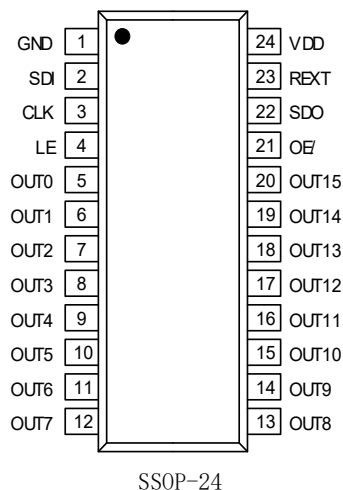 GND 1 24 VDD
SDI 2 23 REXT
CLK 3 22 SDO
LE 4 21 OE/
OUT0 5 20 OUT15
OUT1 6 19 OUT14
OUT2 7 18 OUT13
OUT3 8 17 OUT12
OUT4 9 16 OUT11
OUT5 10 15 OUT10
OUT6 11 14 OUT9
OUT7 12 13 OUT8
SSOP-24